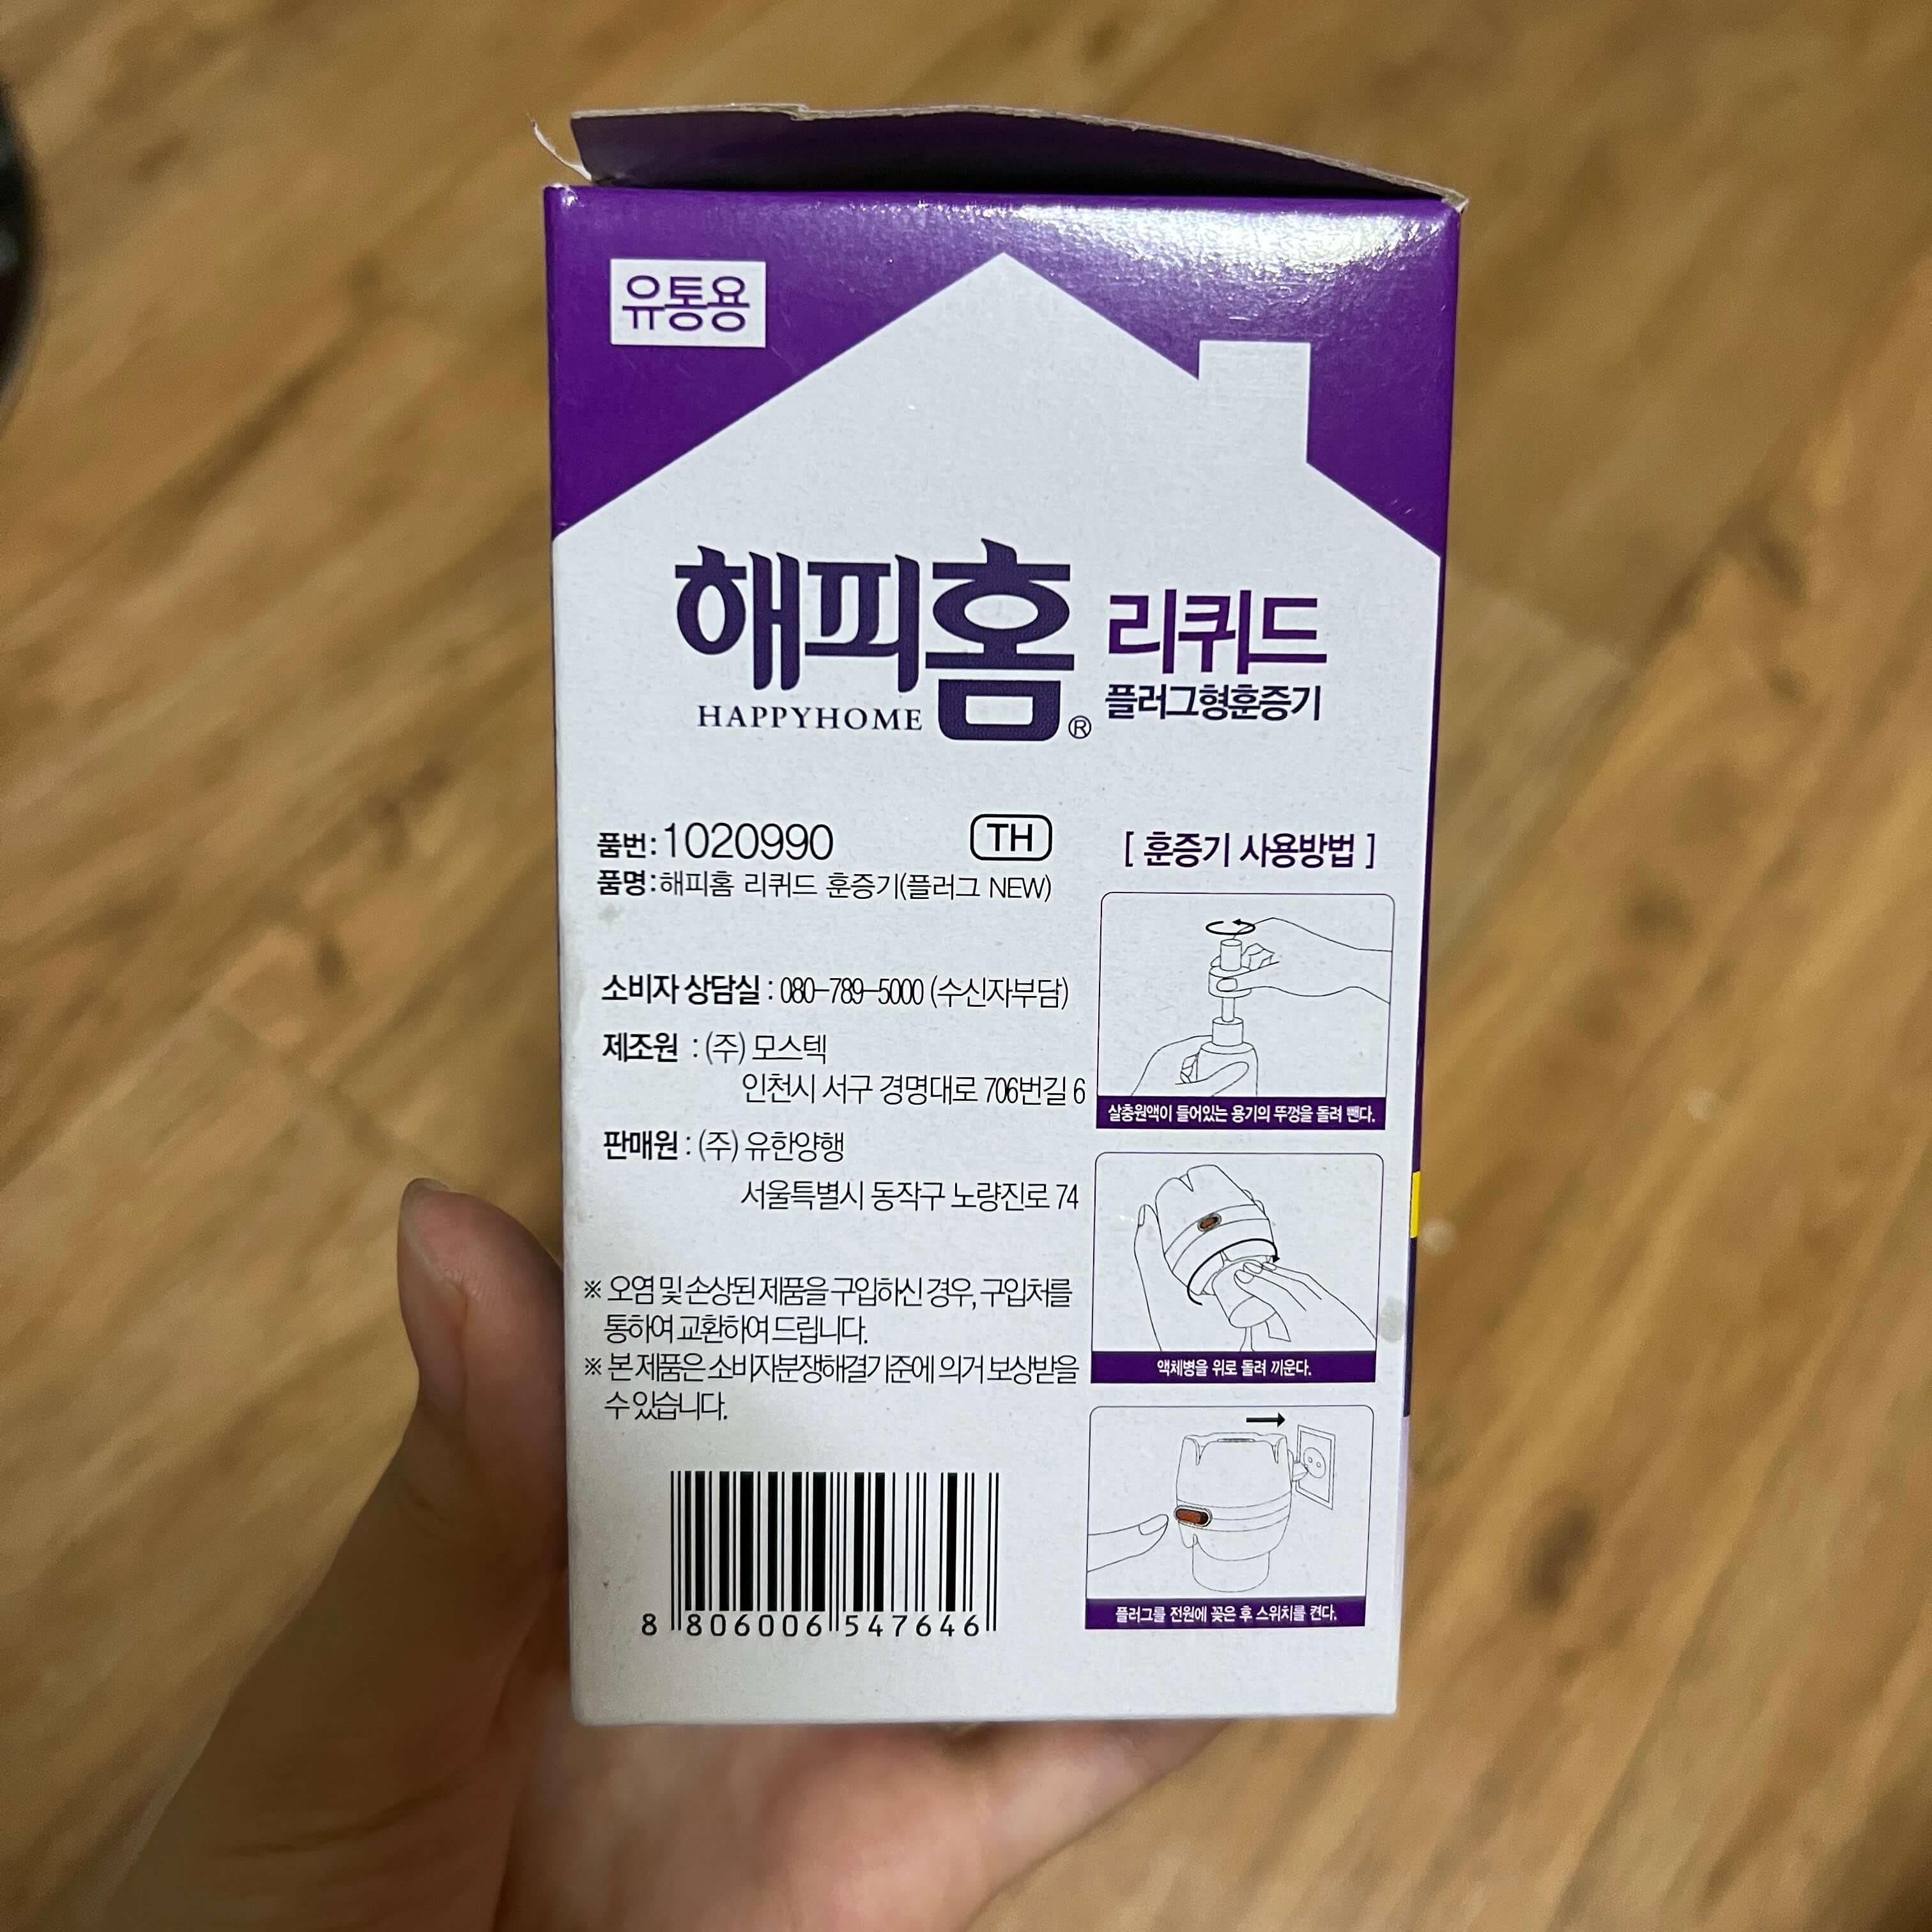 유통용
해피홈
HAPPYHOME
®
리퀴드
플러그형훈증기
품번: 1020990
TH
품명: 해피홈 리퀴드 훈증기(플러그 NEW)
소비자 상담실 : 080-789-5000 (수신자부담)
제조원 : (주) 모스텍
인천시 서구 경명대로 706번길 6
판매원 : (주) 유한양행
서울특별시 동작구 노량진로 74
※ 오염 및 손상된 제품을 구입하신 경우, 구입처를
통하여 교환하여 드립니다.
※ 본 제품은 소비자분쟁해결기준에 의거 보상받을
수 있습니다.
8 806006 547646
[ 훈증기 사용방법 ]
살충원액이 들어있는 용기의 뚜껑을 돌려 뺀다.
액체병을 위로 돌려 끼운다.
플러그를 전원에 꽂은 후 스위치를 켠다.